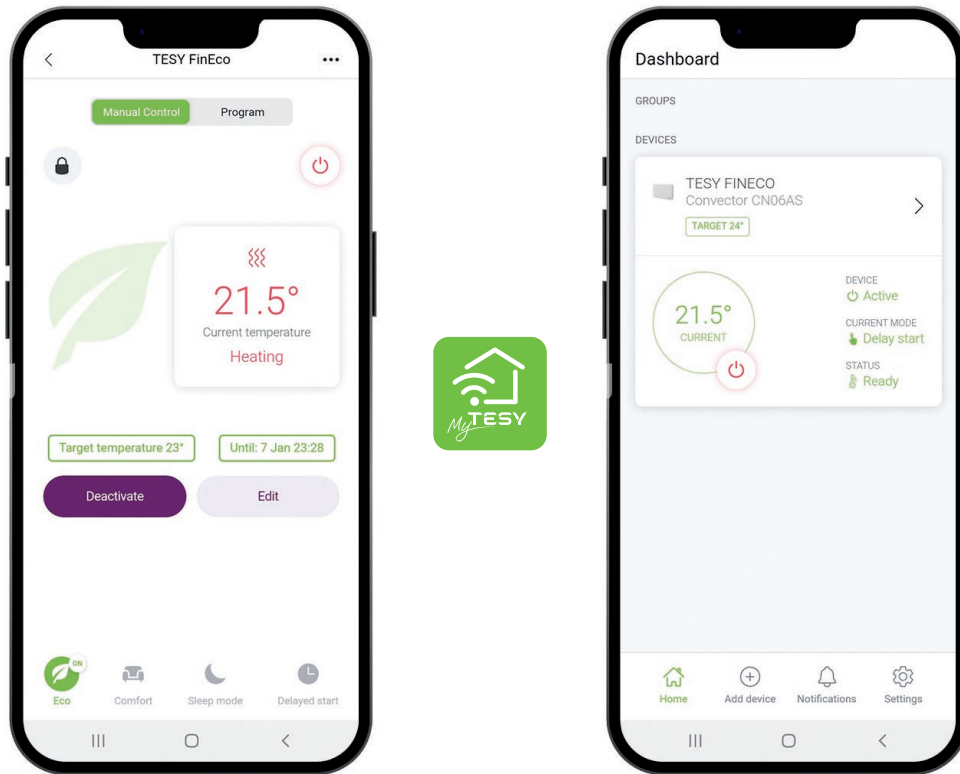 TESY FinEco
Manual Control
Program
21.5°
Current temperature
Heating
Target temperature 23°
Until: 7 Jan 23:28
Deactivate
Edit
ON
Eco
Comfort
Sleep mode
Delayed start
My TESY
Dashboard
GROUPS
DEVICES
TESY FINECO
Convector CN06AS
TARGET 24°
21.5°
CURRENT
DEVICE
Active
CURRENT MODE
Delay start
STATUS
Ready
Home
Add device
Notifications
Settings